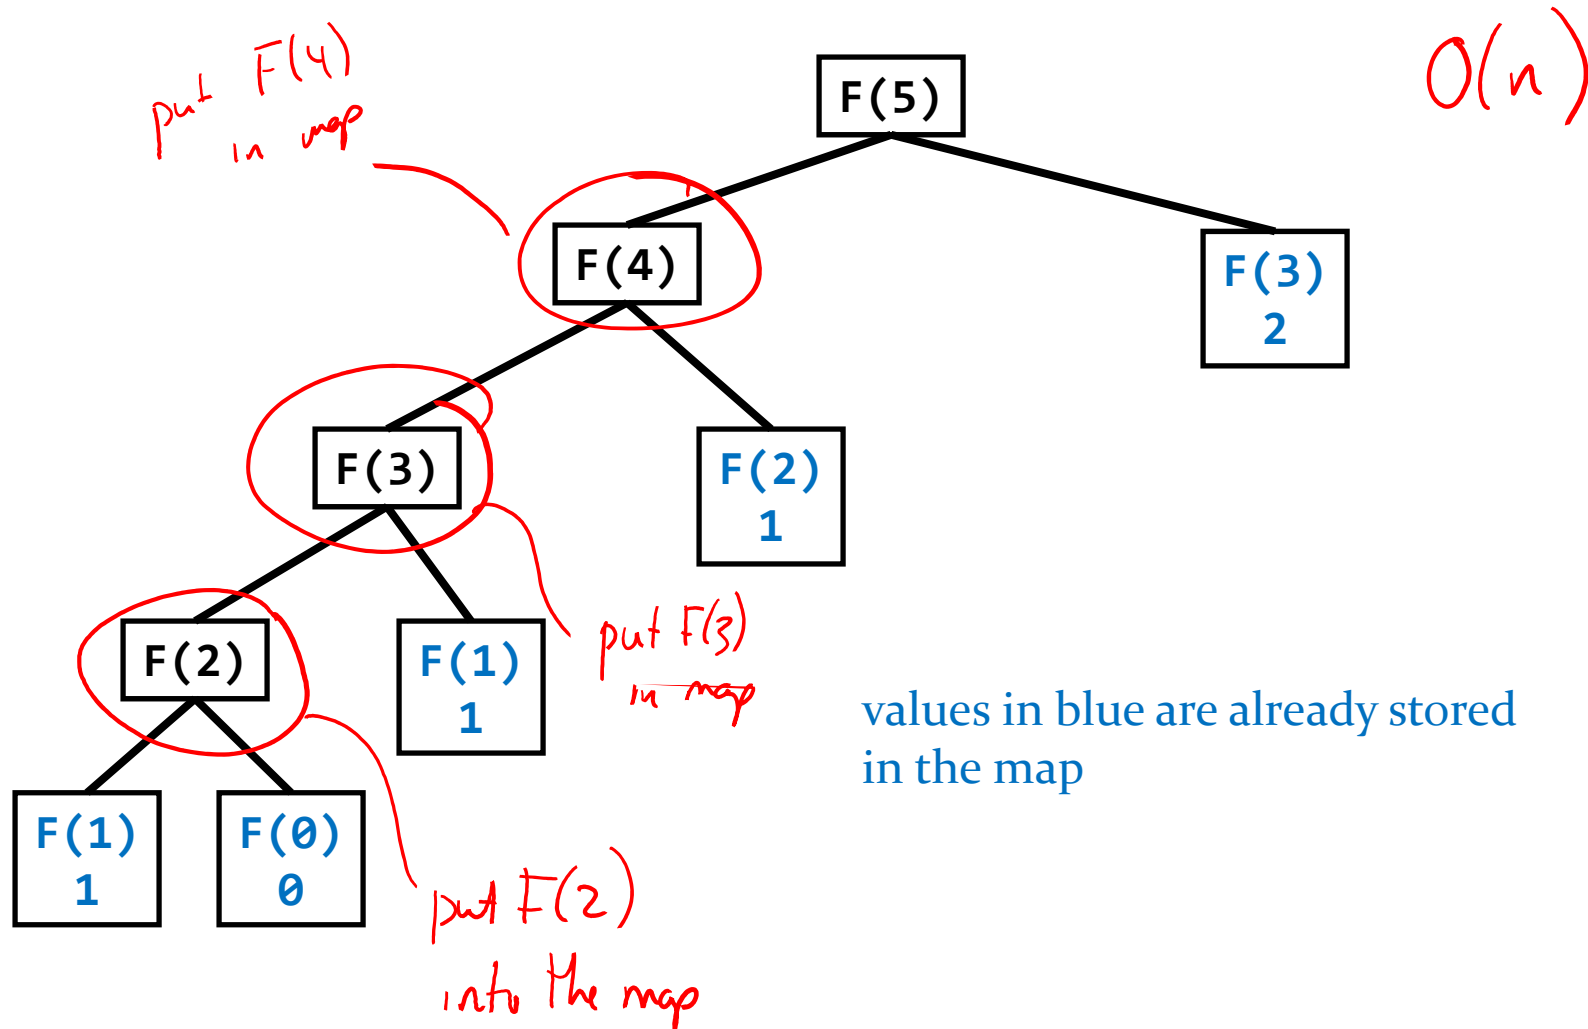 put F(4)
in map
O(n)
F(5)
F(4)
F(3)
2
F(3)
F(2)
1
F(2)
F(1)
1
put F(3)
in map
values in blue are already stored
in the map
F(1)
1
F(0)
0
put F(2)
into the map